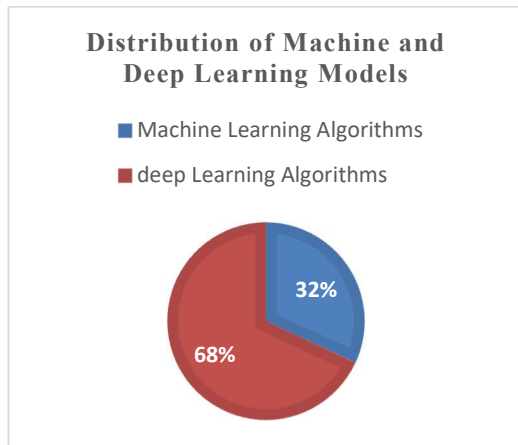 Distribution of Machine and
Deep Learning Models
Machine Learning Algorithms
deep Learning Algorithms
32%
68%